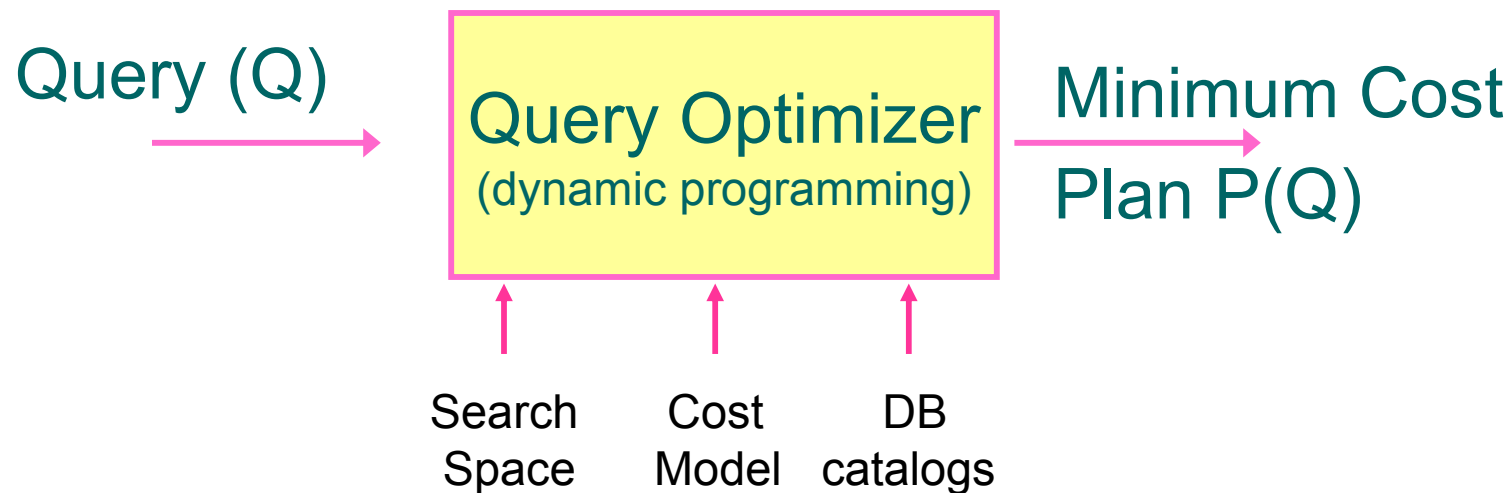 Query (Q)
Query Optimizer
(dynamic programming)
Minimum Cost
Plan P(Q)
Search
Space
Cost
Model
DB
catalogs